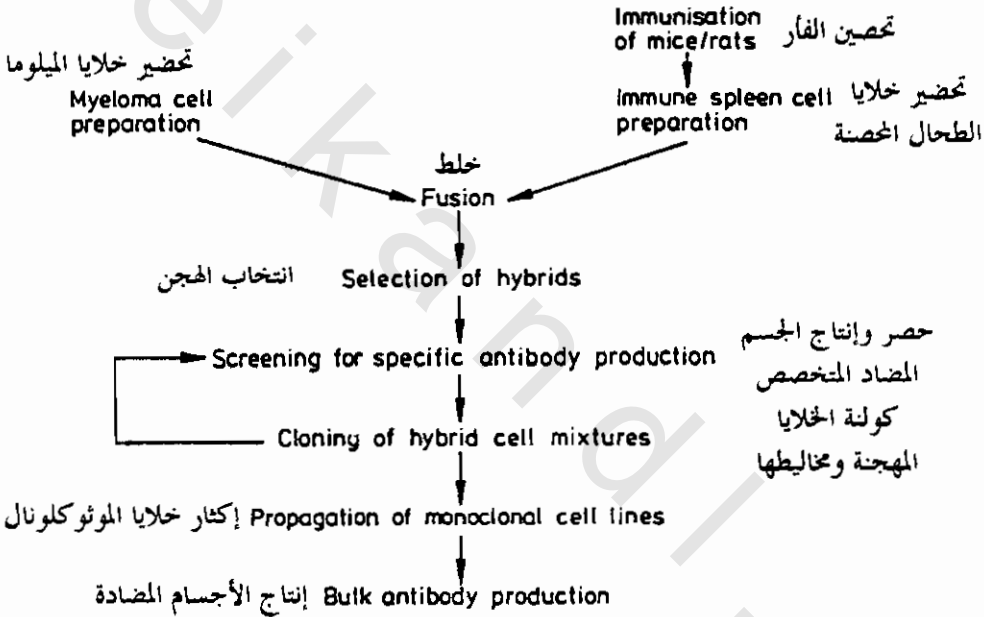 Immunisation
of mice/rats تحصين الفأر
تحضير خلايا الميلوما
Myeloma cell
preparation
Immune spleen cell تحضير خلايا
preparation الطحال المحصنة
خلط
Fusion
انتخاب الهجن Selection of hybrids
حصر وإنتاج الجسم
Screening for specific antibody production
المضاد المتخصص
كولنة الخلايا
Cloning of hybrid cell mixtures
المهجنة ومخاليطها
إكثار خلايا الموثوكلونال Propagation of monoclonal cell lines
إنتاج الأجسام المضادة Bulk antibody production
eikandl